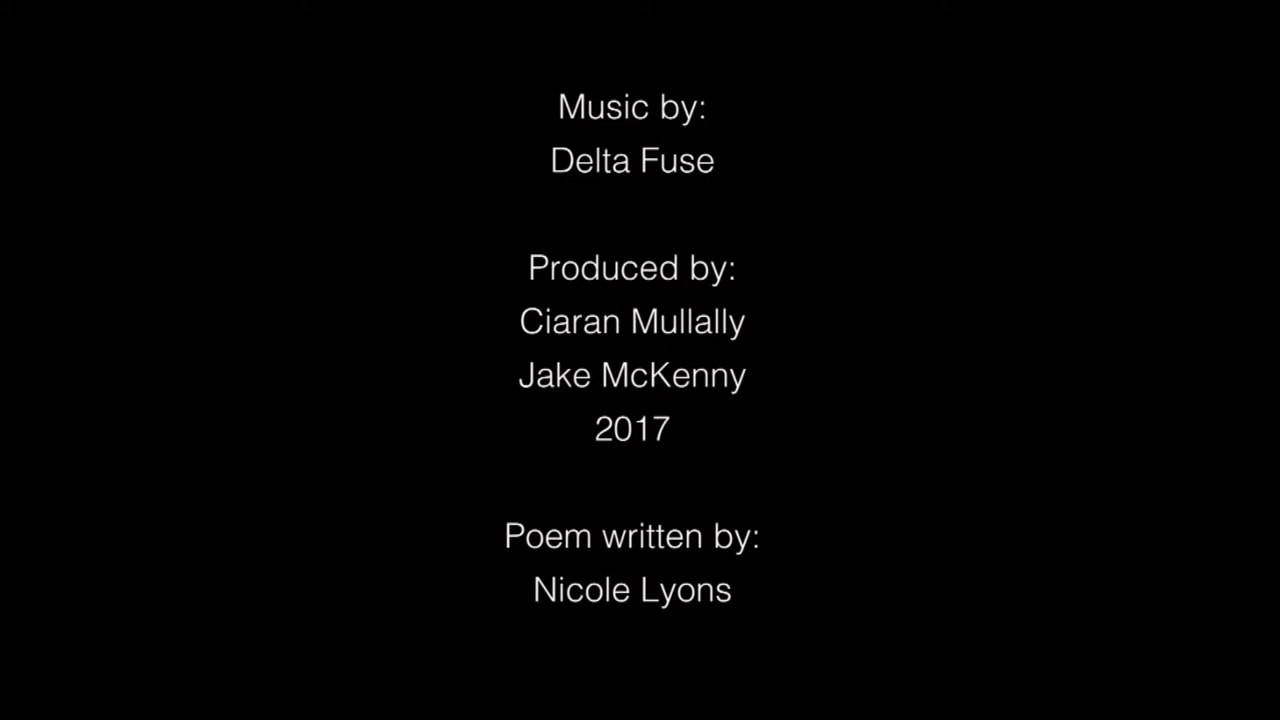 Music by:
Delta Fuse
Produced by:
Ciaran Mullally
Jake McKenny
2017
Poem written by:
Nicole Lyons